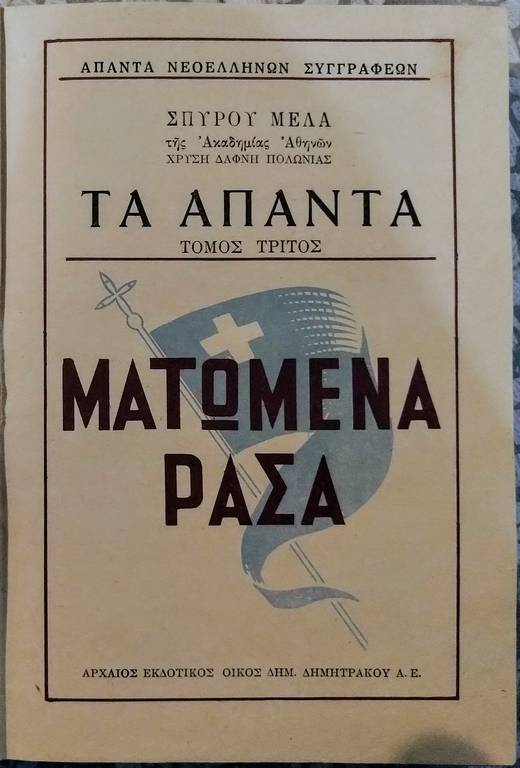 ΑΠΑΝΤΑ ΝΕΟΕΛΛΗΝΩΝ ΣΥΓΓΡΑΦΕΩΝ
ΣΠΥΡΟΥ ΜΕΛΑ
τῆς Ἀκαδημίας Ἀθηνῶν
ΧΡΥΣΗ ΔΑΦΝΗ ΠΟΛΩΝΙΑΣ
ΤΑ ΑΠΑΝΤΑ
ΤΟΜΟΣ ΤΡΙΤΟΣ
ΜΑΤΩΜΕΝΑ
ΡΑΣΑ
ΑΡΧΑΙΟΣ ΕΚΔΟΤΙΚΟΣ ΟΙΚΟΣ ΔΗΜ. ΔΗΜΗΤΡΑΚΟΥ Α. Ε.